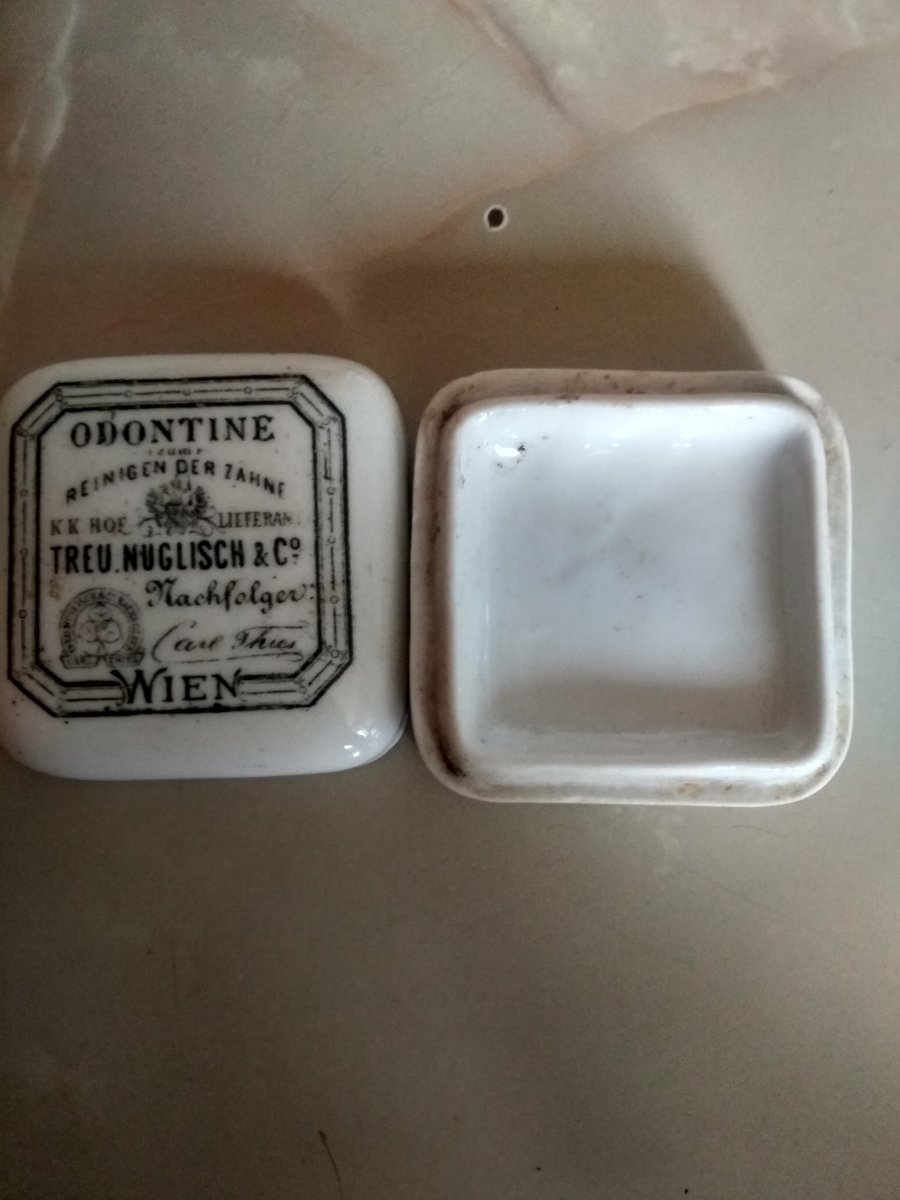 ODONTINE
zum
REINIGEN DER ZÄHNE
K K HOF LIEFERANT
TREU. NUGLISCH & Cº
Nachfolger
Carl Thies
WIEN